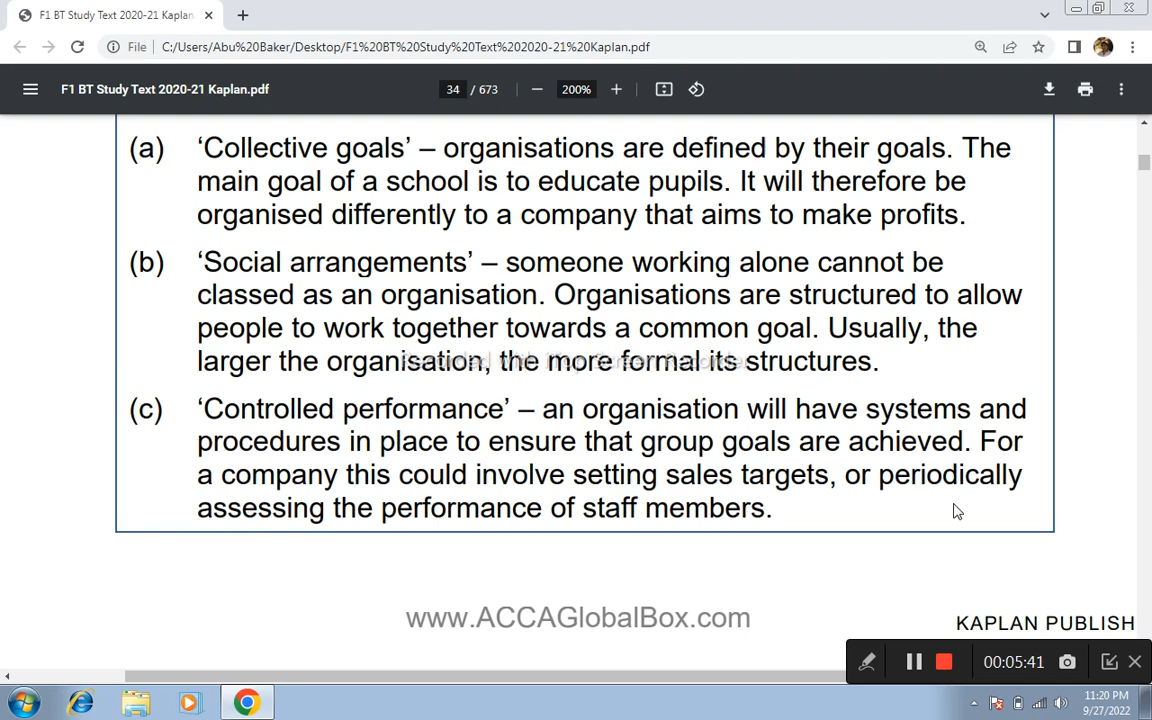 F1 BT Study Text 2020-21 Kaplan
File C:/Users/Abu%20Baker/Desktop/F1%20BT%20Study%20Text%202020-21%20Kaplan.pdf
F1 BT Study Text 2020-21 Kaplan.pdf 34 / 673 200%
(a) ‘Collective goals’ – organisations are defined by their goals. The
main goal of a school is to educate pupils. It will therefore be
organised differently to a company that aims to make profits.
(b) ‘Social arrangements’ – someone working alone cannot be
classed as an organisation. Organisations are structured to allow
people to work together towards a common goal. Usually, the
larger the organisation, the more formal its structures.
Recorded with iTop Screen Recorder
(c) ‘Controlled performance’ – an organisation will have systems and
procedures in place to ensure that group goals are achieved. For
a company this could involve setting sales targets, or periodically
assessing the performance of staff members.
www.ACCAGlobalBox.com
KAPLAN PUBLISH
00:05:41
11:20 PM
9/27/2022